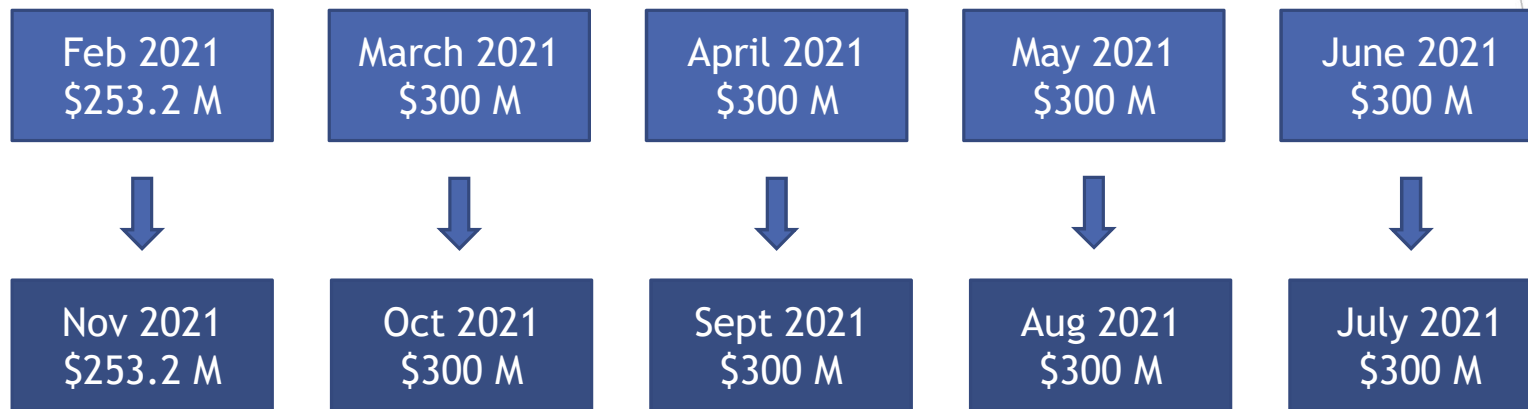 Feb 2021
$253.2 M
March 2021
$300 M
April 2021
$300 M
May 2021
$300 M
June 2021
$300 M
Nov 2021
$253.2 M
Oct 2021
$300 M
Sept 2021
$300 M
Aug 2021
$300 M
July 2021
$300 M